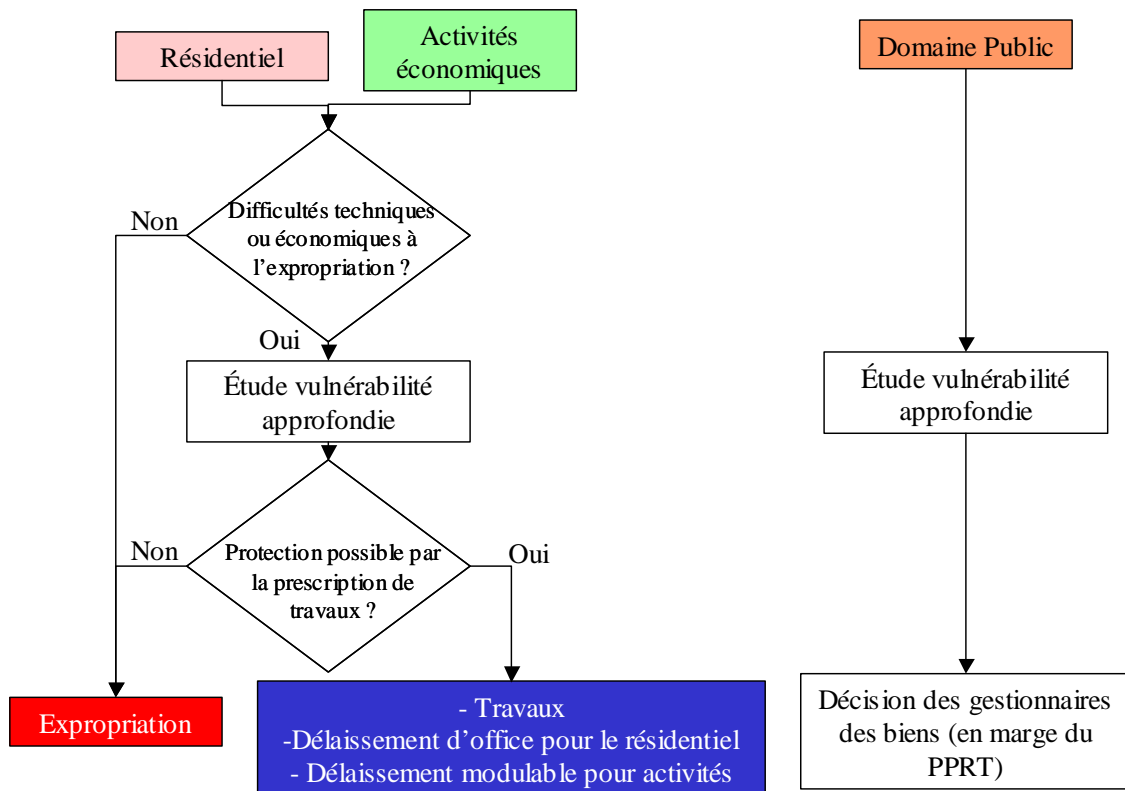 Résidentiel
Activités
économiques
Domaine Public
Non
Difficultés techniques
ou économiques à
l'expropriation ?
Oui
Étude vulnérabilité
approfondie
Étude vulnérabilité
approfondie
Non
Protection possible par
la prescription de
travaux ?
Oui
Expropriation
- Travaux
-Délaissement d'office pour le résidentiel
- Délaissement modulable pour activités
Décision des gestionnaires
des biens (en marge du
PPRT)